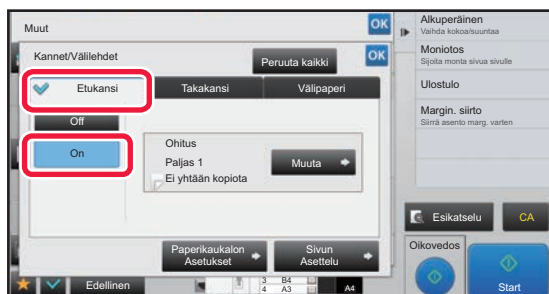 Muut
OK
Kannet/Välilehdet
Peruuta kaikki
OK
Etukansi
Takakansi
Välipaperi
Off
On
Ohitus
Paljas 1
Ei yhtään kopiota
Muuta
Paperikaukalon
Asetukset
Sivun
Asettelu
Edellinen
3 B4
4 A3
A4
Alkuperäinen
Vaihda kokoa/suuntaa
Moniotos
Sijoita monta sivua sivulle
Ulostulo
Margin. siirto
Siirrä asento marg. varten
Esikatselu
CA
Oikovedos
Start